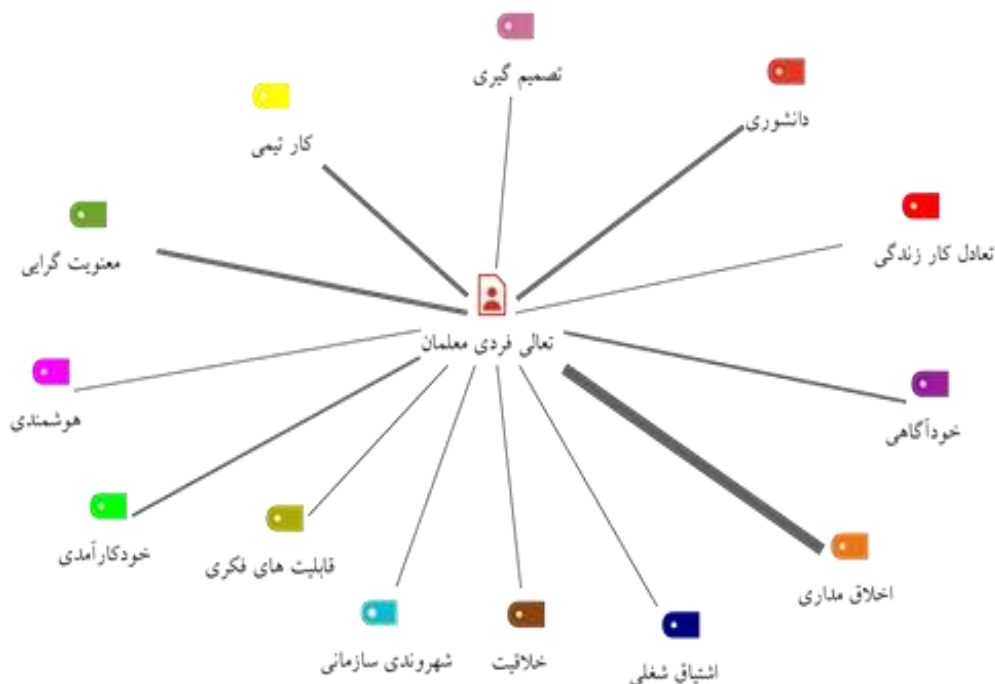 تصمیم گیری
دانشوری
کار تیمی
تعادل کار زندگی
معنویت گرایی
تعالی فردی معلمان
هوشمندی
خودآگاهی
خودکارآمدی
قابلیت های فکری
اخلاق مداری
شهروندی سازمانی
خلاقیت
اشتیاق شغلی